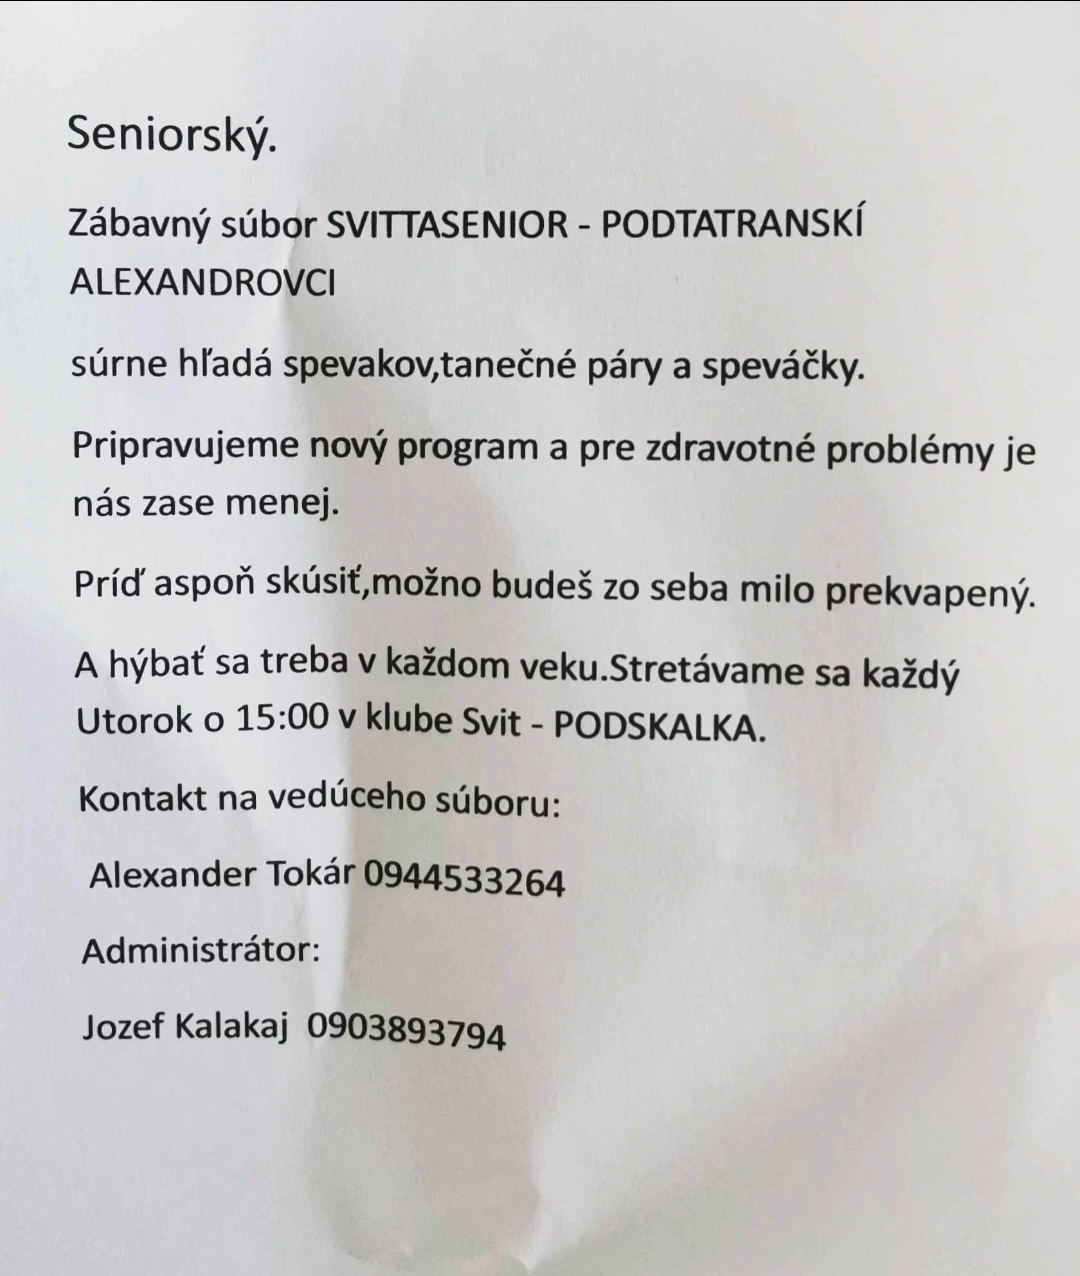 Seniorský.
Zábavný súbor SVITTASENIOR - PODTATRANSKÍ
ALEXANDROVCI
súrne hľadá spevakov,tanečné páry a speváčky.
Pripravujeme nový program a pre zdravotné problémy je
nás zase menej.
Príď aspoň skúsiť,možno budeš zo seba milo prekvapený.
A hýbať sa treba v každom veku.Stretávame sa každý
Utorok o 15:00 v klube Svit - PODSKALKA.
Kontakt na vedúceho súboru:
Alexander Tokár 0944533264
Administrátor:
Jozef Kalakaj  0903893794